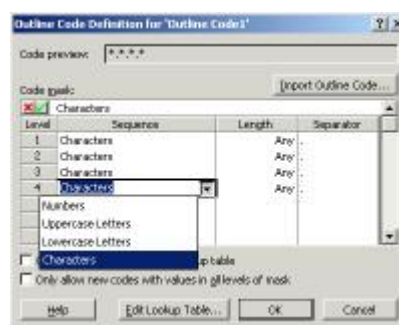 Outline Code Definition for 'Outline Code1'
Code preview: *.*.*.*
Code mask: Import Outline Code...
Characters
Level Sequence Length Separator
1 Characters Any .
2 Characters Any .
3 Characters Any .
4 Characters Any .
Numbers
Uppercase Letters
Lowercase Letters
Characters
up table
Only allow new codes with values in all levels of mask
Help Edit Lookup Table... OK Cancel